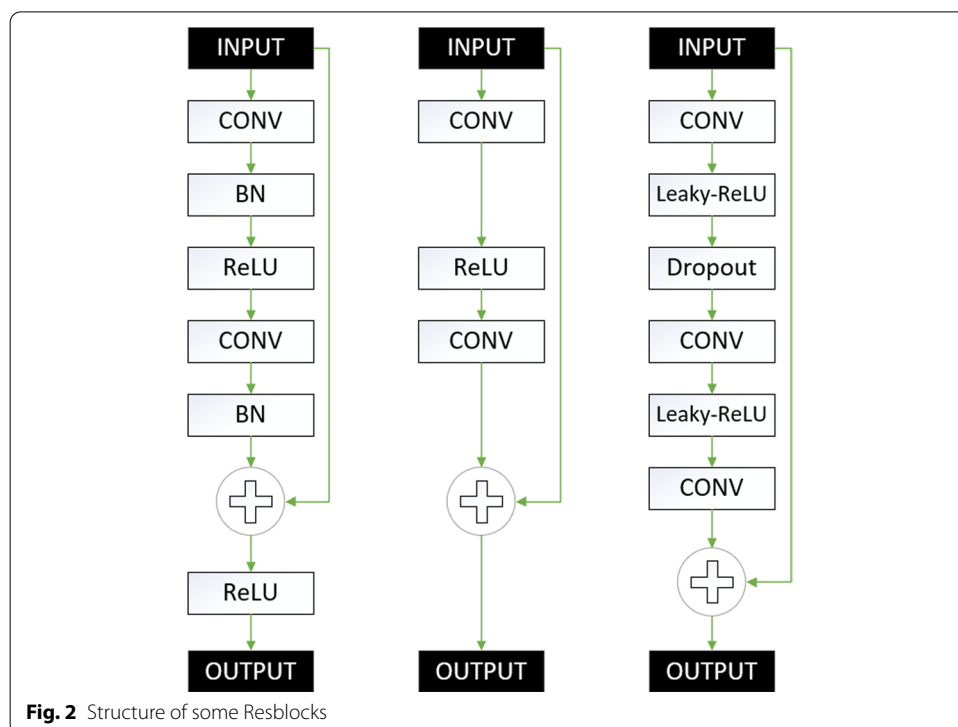 INPUT
CONV
BN
ReLU
CONV
BN
ReLU
OUTPUT
INPUT
CONV
ReLU
CONV
OUTPUT
INPUT
CONV
Leaky-ReLU
Dropout
CONV
Leaky-ReLU
CONV
OUTPUT
Fig. 2 Structure of some Resblocks